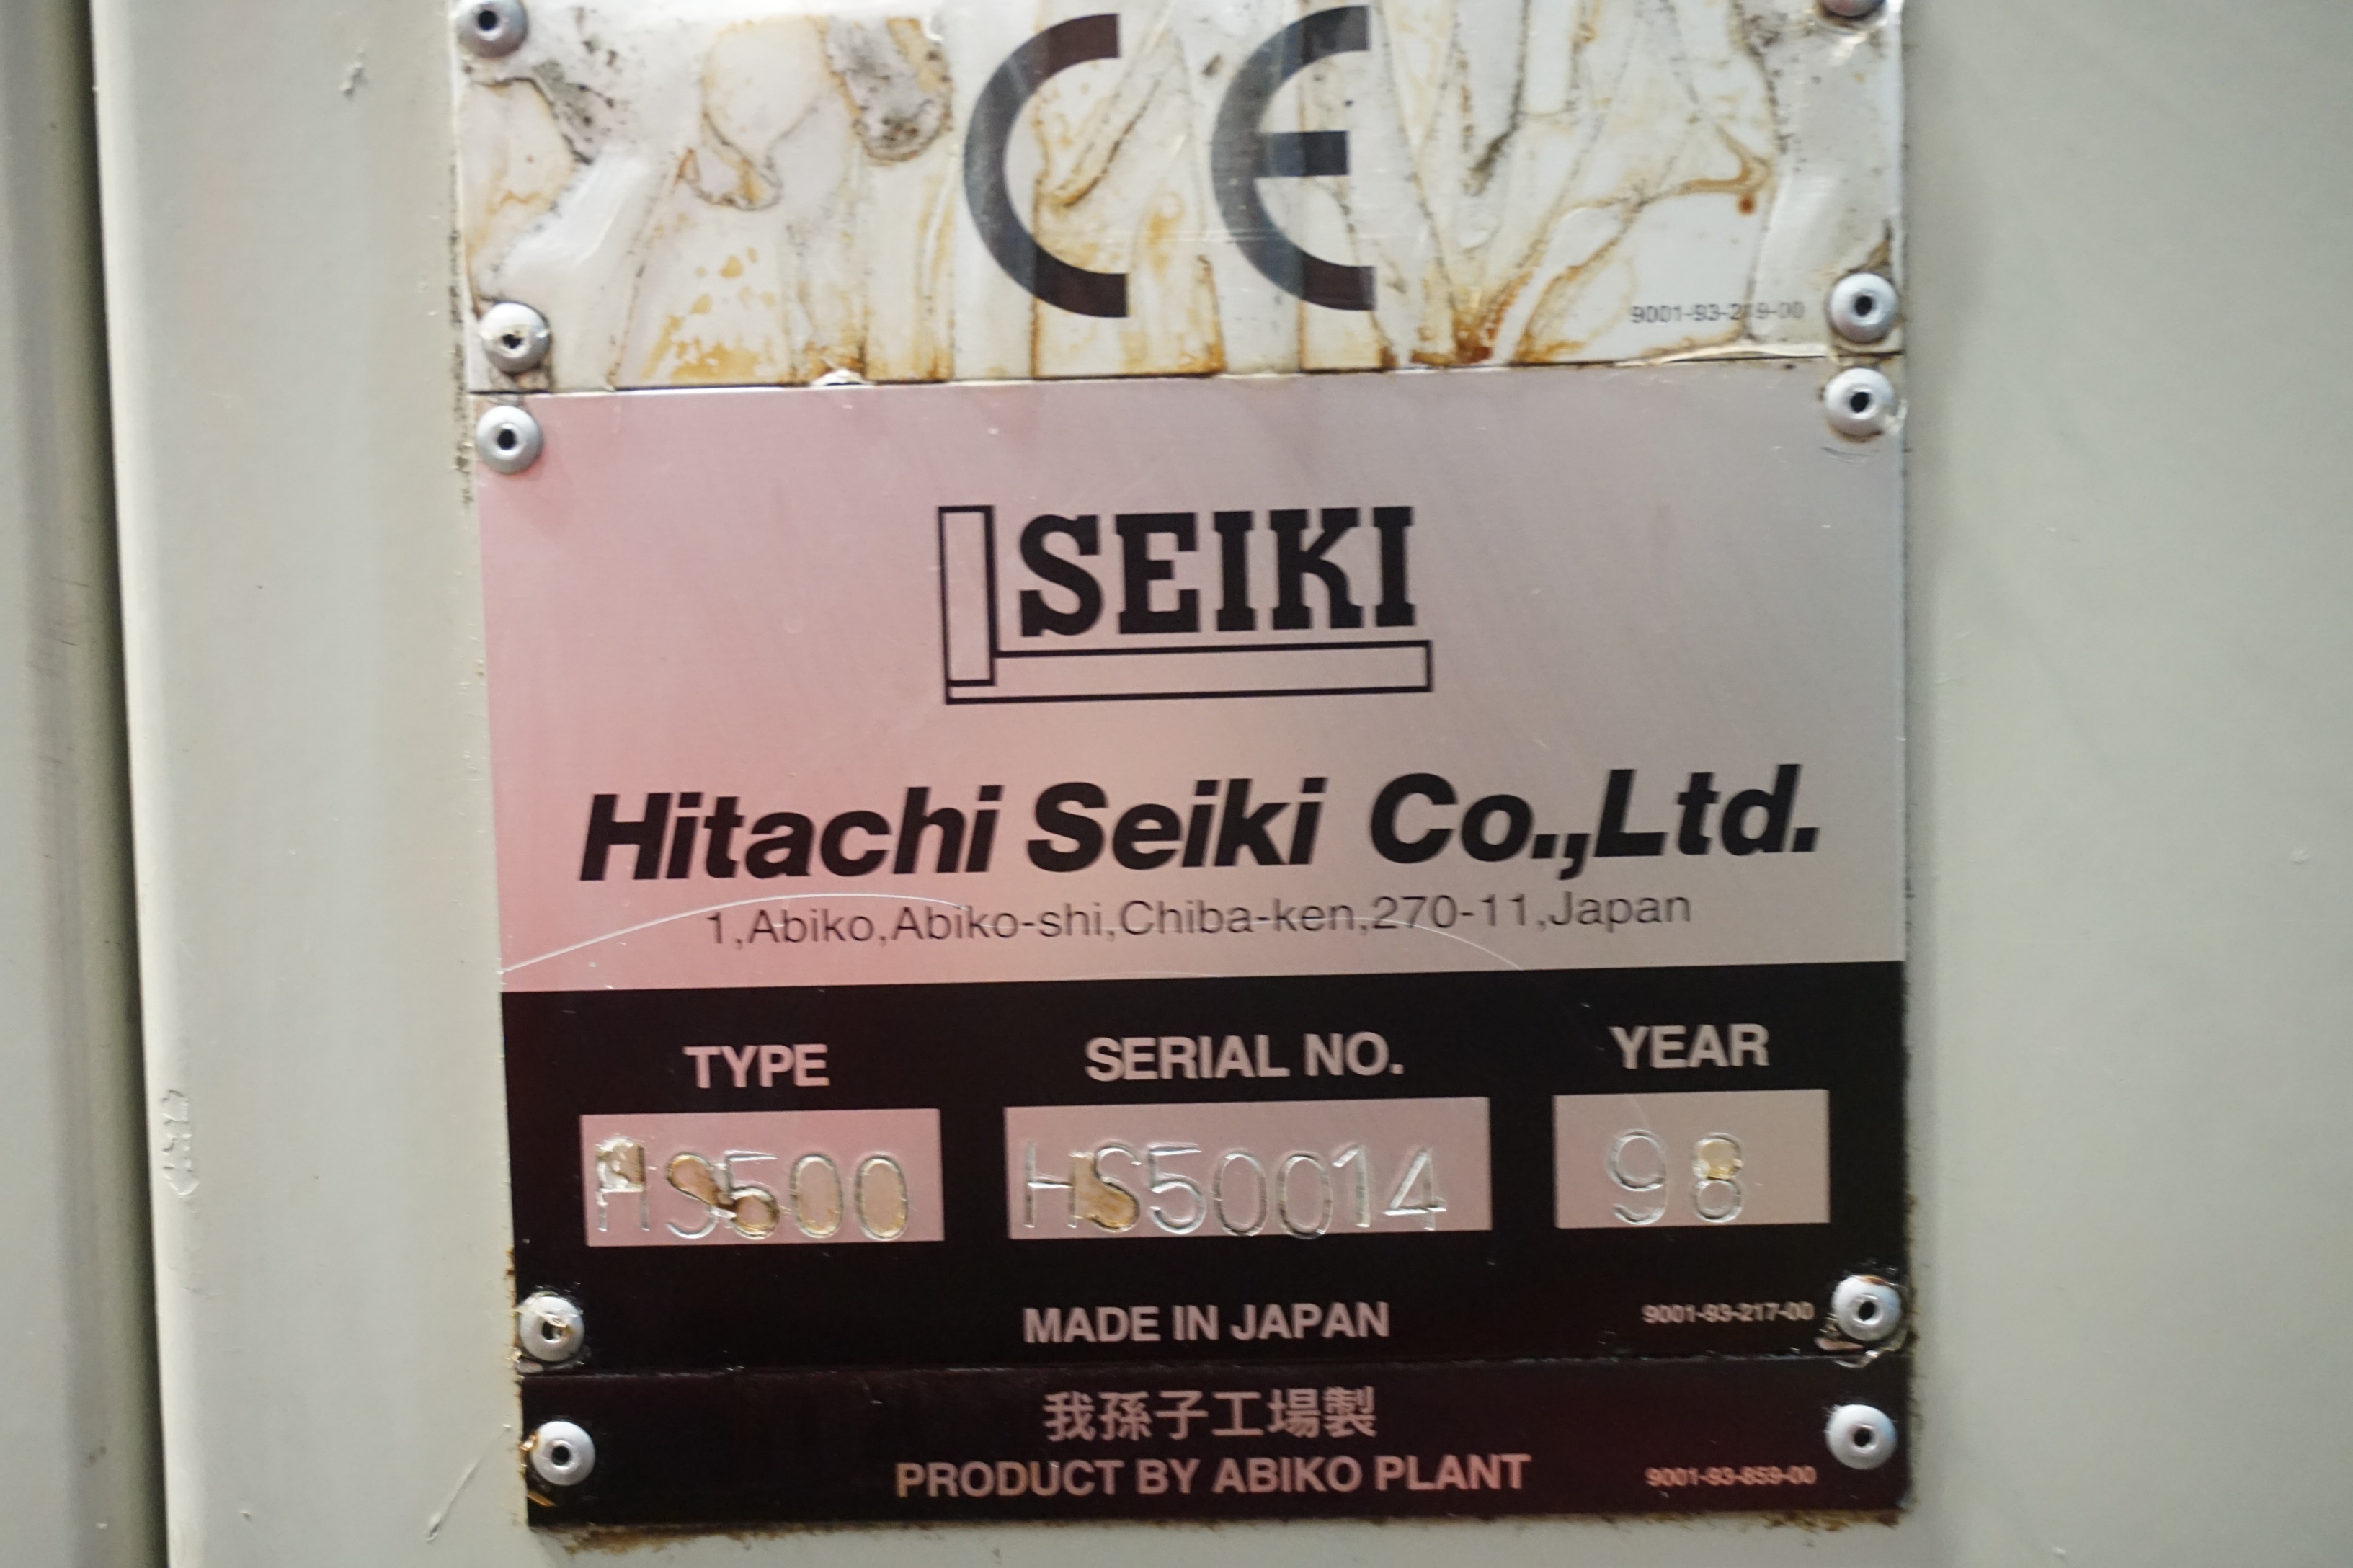 CE
9001-93-219-00
SEIKI
Hitachi Seiki Co.,Ltd.
1,Abiko,Abiko-shi,Chiba-ken,270-11,Japan
TYPE SERIAL NO. YEAR
HS500 HS50014 98
MADE IN JAPAN
9001-93-217-00
我孫子工場製
PRODUCT BY ABIKO PLANT
9001-93-859-00